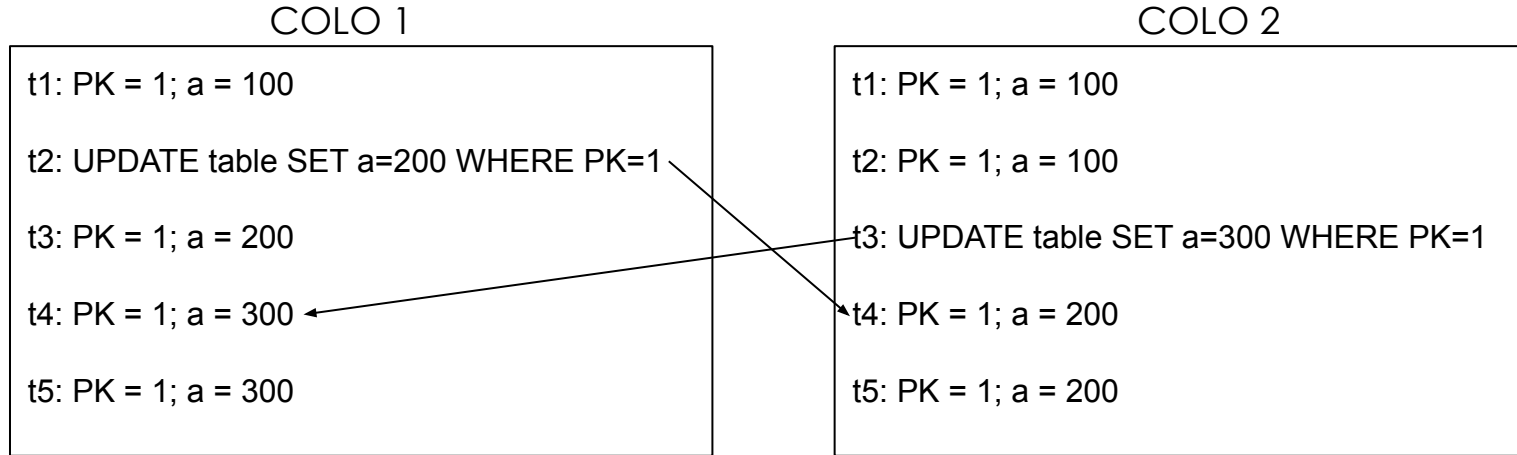 COLO 1
t1: PK = 1; a = 100
t2: UPDATE table SET a=200 WHERE PK=1
t3: PK = 1; a = 200
t4: PK = 1; a = 300
t5: PK = 1; a = 300
COLO 2
t1: PK = 1; a = 100
t2: PK = 1; a = 100
t3: UPDATE table SET a=300 WHERE PK=1
t4: PK = 1; a = 200
t5: PK = 1; a = 200